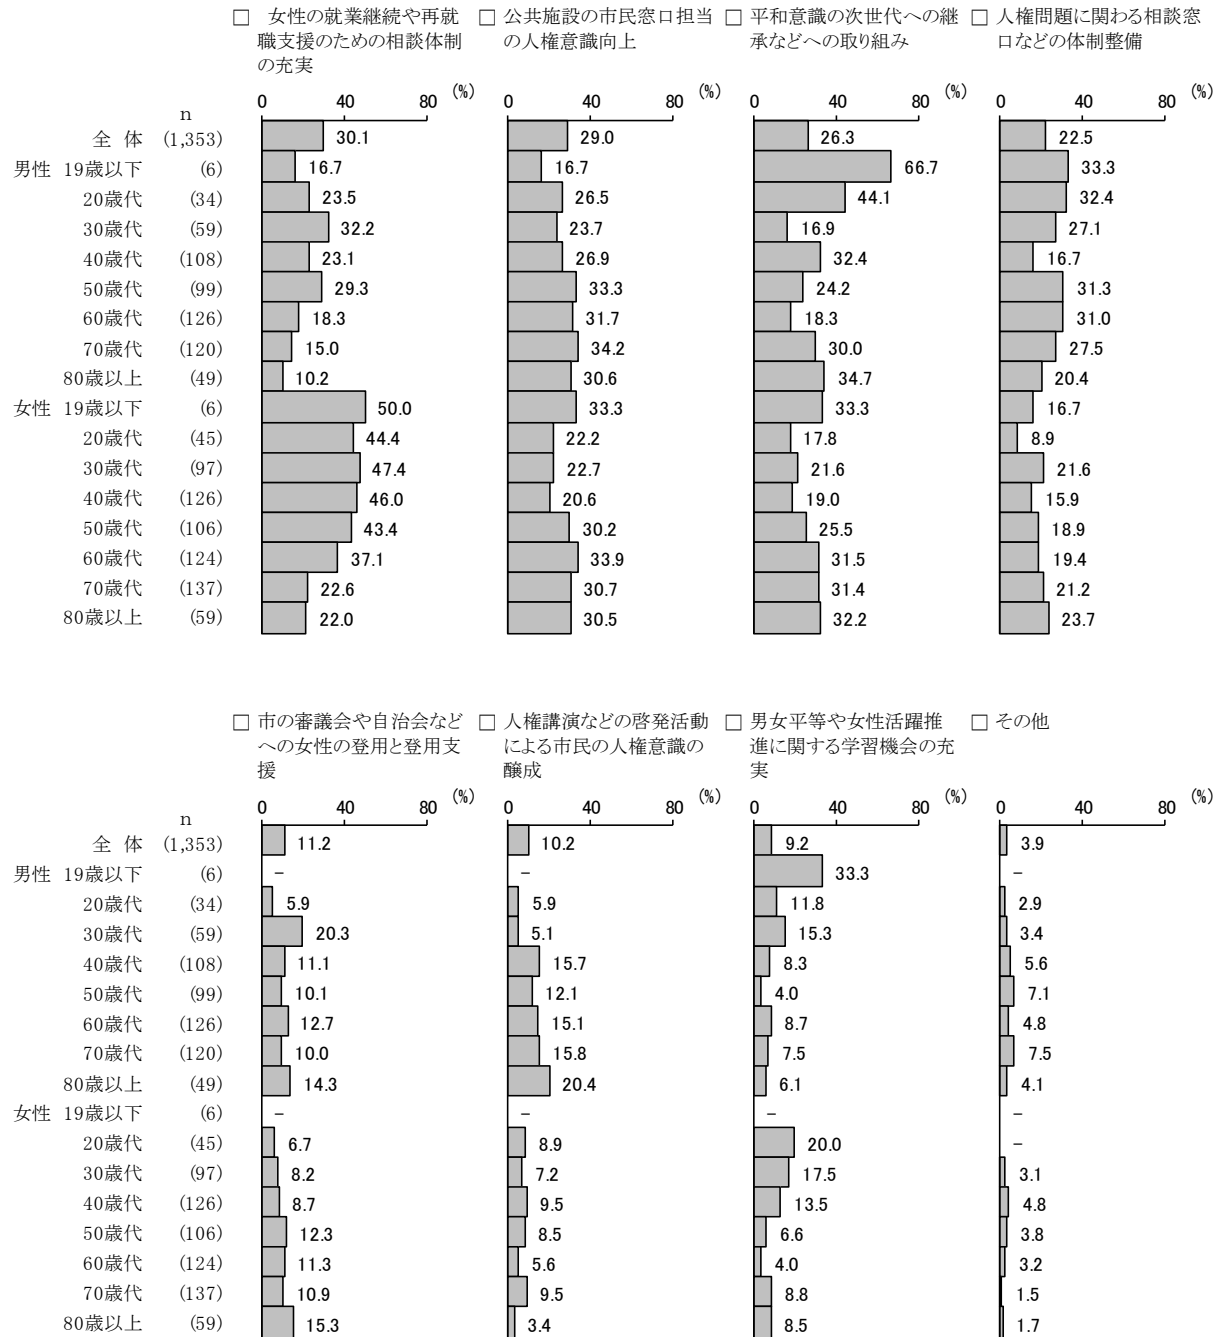 □ 女性の就業継続や再就 □ 公共施設の市民窓口担当 □ 平和意識の次世代への継 □ 人権問題に関わる相談窓
職支援のための相談体制 の人権意識向上 承などへの取り組み 口などの体制整備
の充実
0 40 80 (%) 0 40 80 (%) 0 40 80 (%) 0 40 80 (%)
n
全 体 (1,353) 30.1 29.0 26.3 22.5
男性 19歳以下 (6) 16.7 16.7 66.7 33.3
20歳代 (34) 23.5 26.5 44.1 32.4
30歳代 (59) 32.2 23.7 16.9 27.1
40歳代 (108) 23.1 26.9 32.4 16.7
50歳代 (99) 29.3 33.3 24.2 31.3
60歳代 (126) 18.3 31.7 18.3 31.0
70歳代 (120) 15.0 34.2 30.0 27.5
80歳以上 (49) 10.2 30.6 34.7 20.4
女性 19歳以下 (6) 50.0 33.3 33.3 16.7
20歳代 (45) 44.4 22.2 17.8 8.9
30歳代 (97) 47.4 22.7 21.6 21.6
40歳代 (126) 46.0 20.6 19.0 15.9
50歳代 (106) 43.4 30.2 25.5 18.9
60歳代 (124) 37.1 33.9 31.5 19.4
70歳代 (137) 22.6 30.7 31.4 21.2
80歳以上 (59) 22.0 30.5 32.2 23.7
□ 市の審議会や自治会など □ 人権講演などの啓発活動 □ 男女平等や女性活躍推 □ その他
への女性の登用と登用支 による市民の人権意識の 進に関する学習機会の充
援 醸成 実
0 40 80 (%) 0 40 80 (%) 0 40 80 (%) 0 40 80 (%)
n
全 体 (1,353) 11.2 10.2 9.2 3.9
男性 19歳以下 (6) - - 33.3 -
20歳代 (34) 5.9 5.9 11.8 2.9
30歳代 (59) 20.3 5.1 15.3 3.4
40歳代 (108) 11.1 15.7 8.3 5.6
50歳代 (99) 10.1 12.1 4.0 7.1
60歳代 (126) 12.7 15.1 8.7 4.8
70歳代 (120) 10.0 15.8 7.5 7.5
80歳以上 (49) 14.3 20.4 6.1 4.1
女性 19歳以下 (6) - - - -
20歳代 (45) 6.7 8.9 20.0 -
30歳代 (97) 8.2 7.2 17.5 3.1
40歳代 (126) 8.7 9.5 13.5 4.8
50歳代 (106) 12.3 8.5 6.6 3.8
60歳代 (124) 11.3 5.6 4.0 3.2
70歳代 (137) 10.9 9.5 8.8 1.5
80歳以上 (59) 15.3 3.4 8.5 1.7